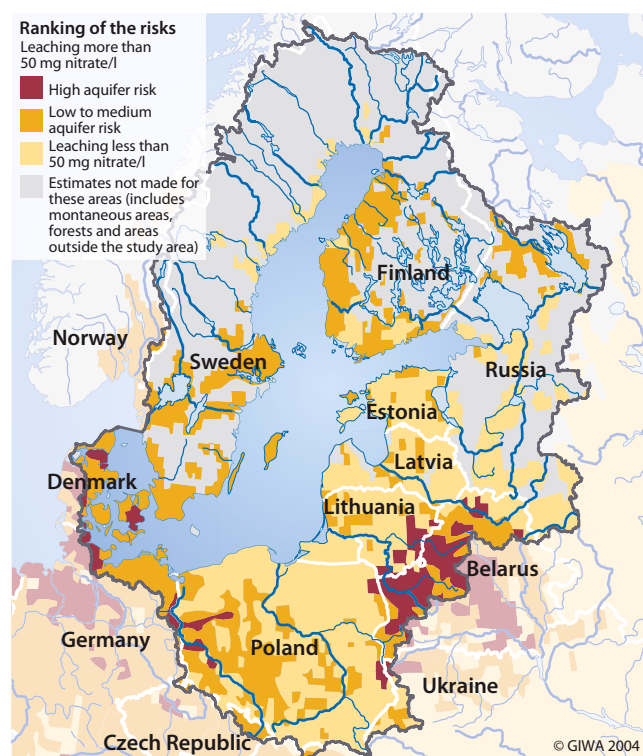 Ranking of the risks
Leaching more than
50 mg nitrate/l
High aquifer risk
Low to medium
aquifer risk
Leaching less than
50 mg nitrate/l
Estimates not made for
these areas (includes
montaneous areas,
forests and areas
outside the study area)
Finland
Norway
Sweden
Russia
Estonia
Latvia
Denmark
Lithuania
Belarus
Germany
Poland
Ukraine
Czech Republic
© GIWA 2004